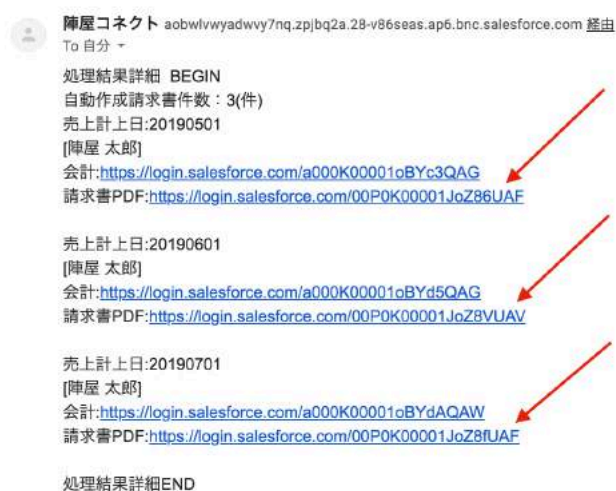 陣屋コネクト aobwlvwyadwvy7nq.zpjbq2a.28-v86seas.ap6.bnc.salesforce.com 経由
To 自分
処理結果詳細 BEGIN
自動作成請求書件数：3(件)
売上計上日:20190501
[陣屋 太郎]
会計:https://login.salesforce.com/a000K00001oBYc3QAG
請求書PDF:https://login.salesforce.com/00P0K00001JoZ86UAF
売上計上日:20190601
[陣屋 太郎]
会計:https://login.salesforce.com/a000K00001oBYd5QAG
請求書PDF:https://login.salesforce.com/00P0K00001JoZ8VUAV
売上計上日:20190701
[陣屋 太郎]
会計:https://login.salesforce.com/a000K00001oBYdAQAW
請求書PDF:https://login.salesforce.com/00P0K00001JoZ8fUAF
処理結果詳細END